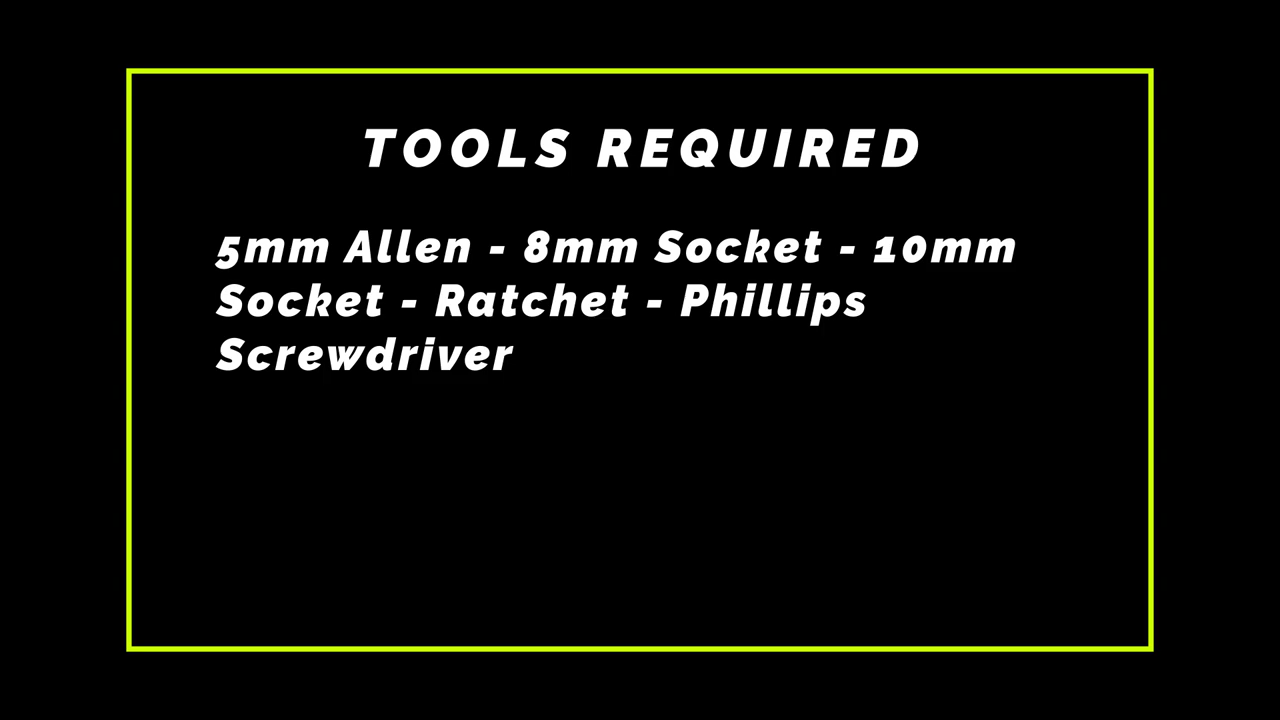 TOOLS REQUIRED
5mm Allen - 8mm Socket - 10mm
Socket - Ratchet - Phillips
Screwdriver